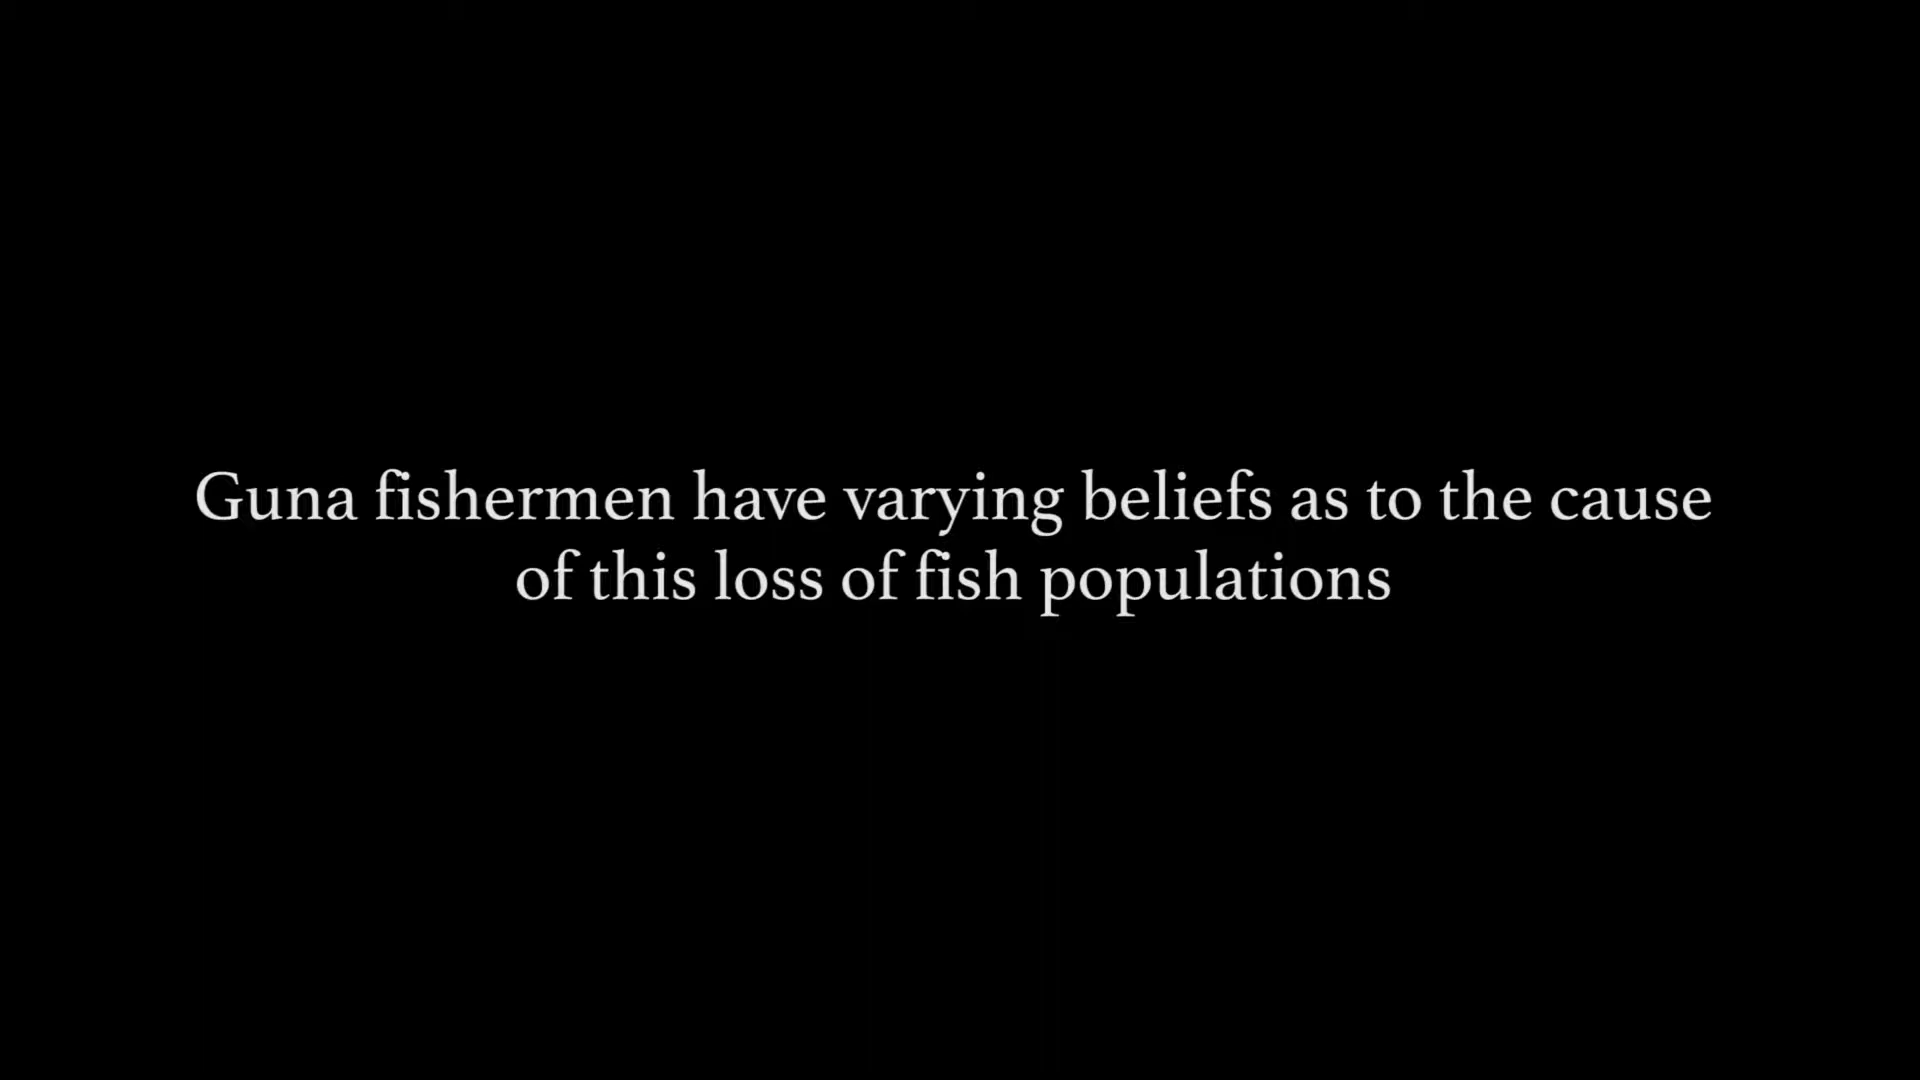 Guna fishermen have varying beliefs as to the cause
of this loss of fish populations